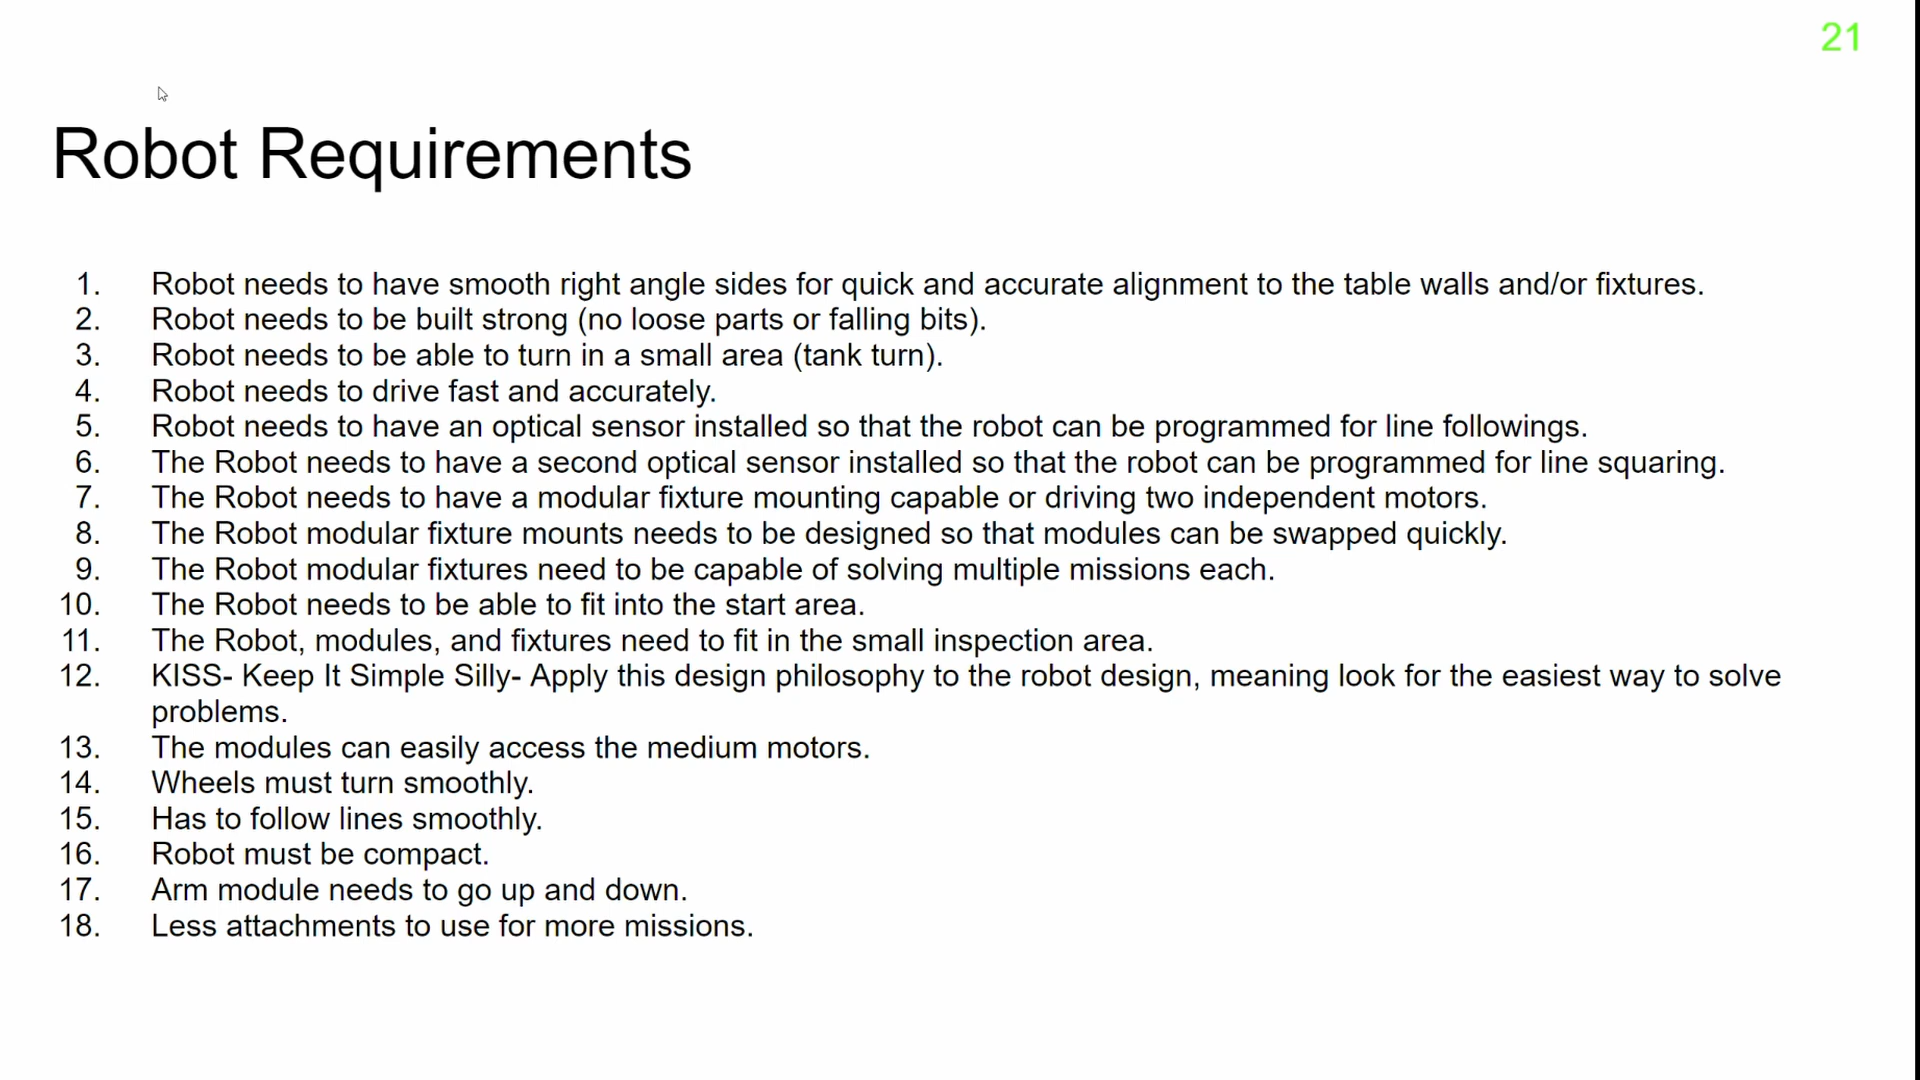 21
Robot Requirements
1. Robot needs to have smooth right angle sides for quick and accurate alignment to the table walls and/or fixtures.
2. Robot needs to be built strong (no loose parts or falling bits).
3. Robot needs to be able to turn in a small area (tank turn).
4. Robot needs to drive fast and accurately.
5. Robot needs to have an optical sensor installed so that the robot can be programmed for line followings.
6. The Robot needs to have a second optical sensor installed so that the robot can be programmed for line squaring.
7. The Robot needs to have a modular fixture mounting capable or driving two independent motors.
8. The Robot modular fixture mounts needs to be designed so that modules can be swapped quickly.
9. The Robot modular fixtures need to be capable of solving multiple missions each.
10. The Robot needs to be able to fit into the start area.
11. The Robot, modules, and fixtures need to fit in the small inspection area.
12. KISS- Keep It Simple Silly- Apply this design philosophy to the robot design, meaning look for the easiest way to solve
problems.
13. The modules can easily access the medium motors.
14. Wheels must turn smoothly.
15. Has to follow lines smoothly.
16. Robot must be compact.
17. Arm module needs to go up and down.
18. Less attachments to use for more missions.